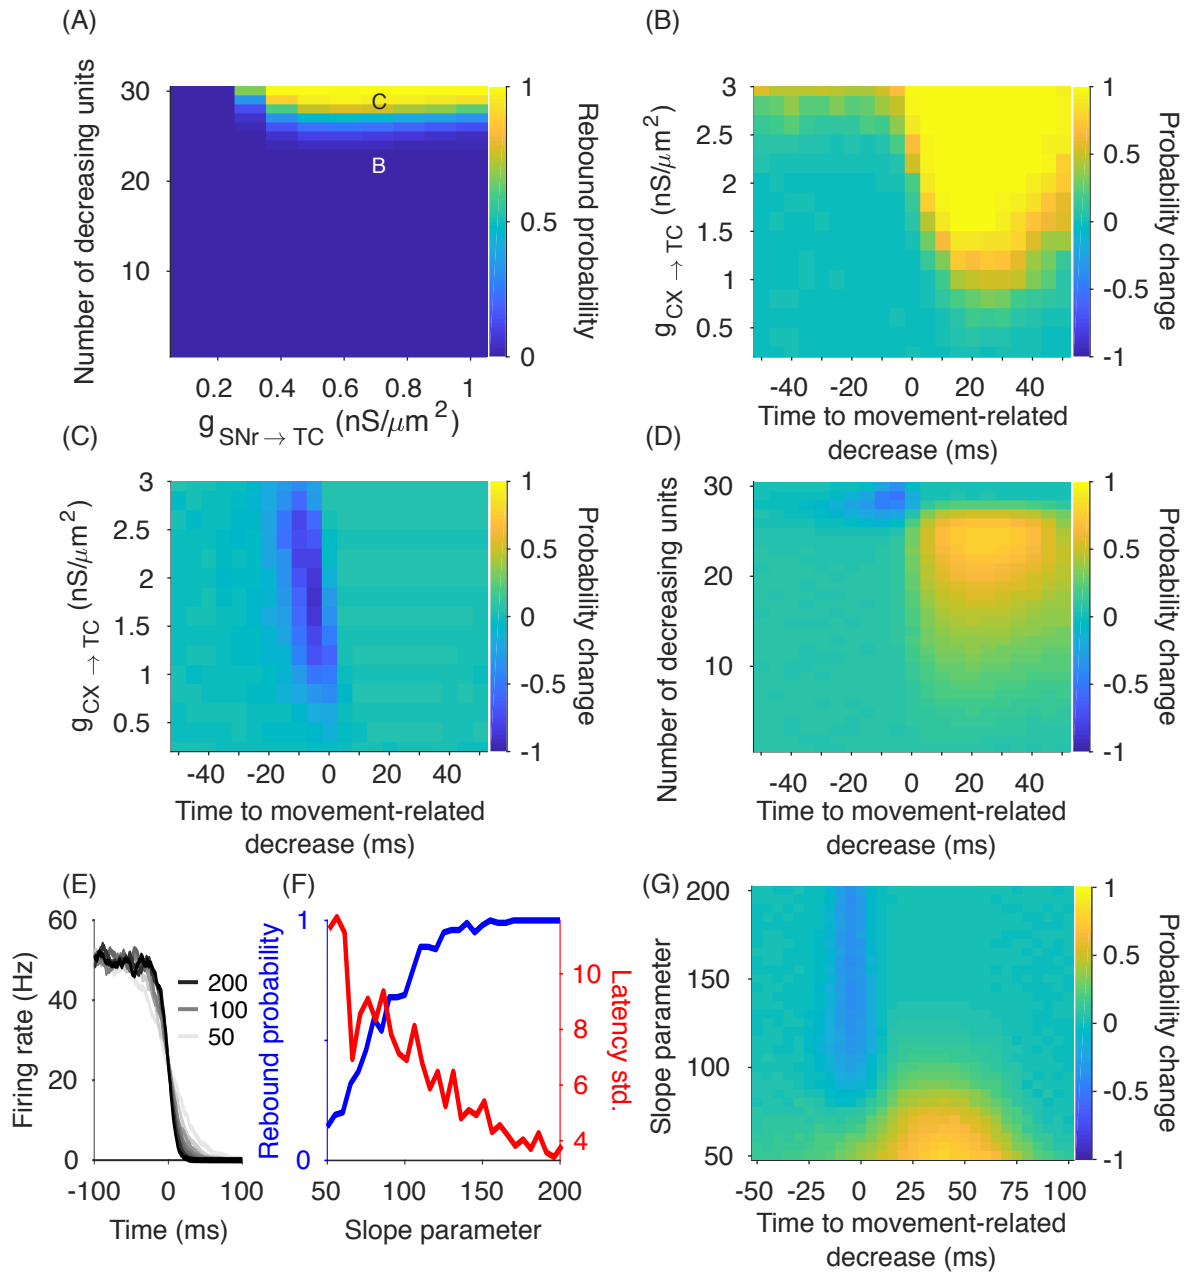 (A)
Number of decreasing units
30
20
10
C
B
0.2 0.4 0.6 0.8 1
g SNr → TC (nS/μm 2)
1
0.5
0
Rebound probability
(B)
g CX → TC (nS/μm 2)
3
2.5
2
1.5
1
0.5
-40 -20 0 20 40
Time to movement-related
decrease (ms)
1
0.5
0
-0.5
-1
Probability change
(C)
g CX → TC (nS/μm 2)
3
2.5
2
1.5
1
0.5
-40 -20 0 20 40
Time to movement-related
decrease (ms)
1
0.5
0
-0.5
-1
Probability change
(D)
Number of decreasing units
30
20
10
-40 -20 0 20 40
Time to movement-related
decrease (ms)
1
0.5
0
-0.5
-1
Probability change
(E)
Firing rate (Hz)
60
40
20
0
200
100
50
-100 0 100
Time (ms)
(F)
Rebound probability
1
0
50 100 150 200
Slope parameter
10
8
6
4
Latency std.
(G)
Slope parameter
200
150
100
50
-50 -25 0 25 50 75 100
Time to movement-related
decrease (ms)
1
0.5
0
-0.5
-1
Probability change